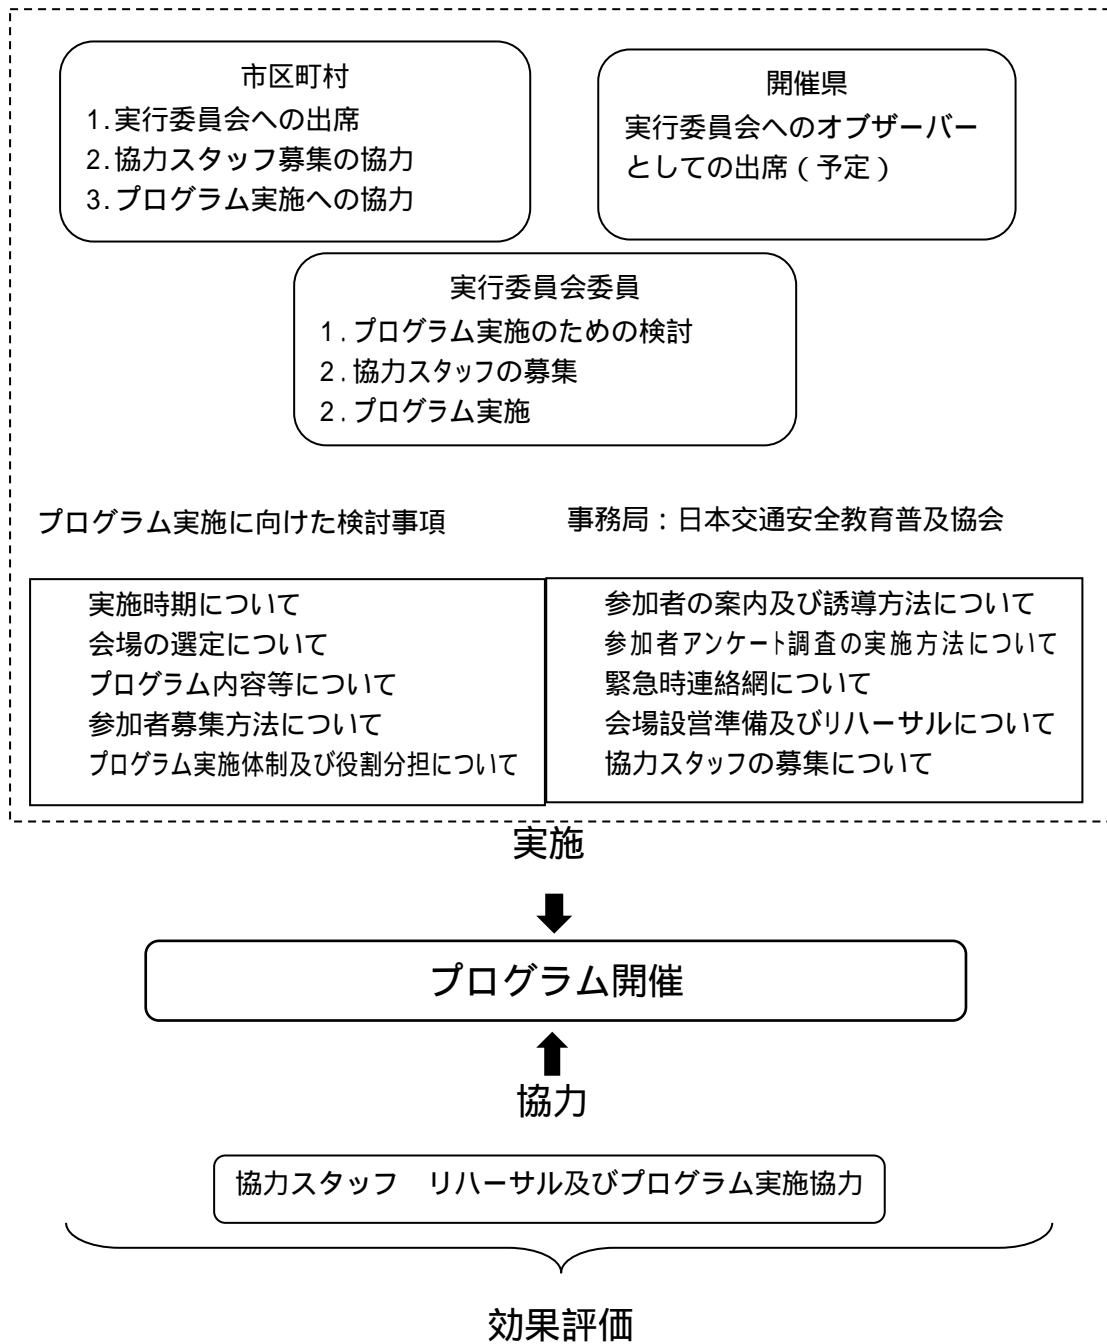 市区町村
1.実行委員会への出席
2.協力スタッフ募集の協力
3.プログラム実施への協力
開催県
実行委員会へのオブザーバー
としての出席（予定）
実行委員会委員
1.プログラム実施のための検討
2.協力スタッフの募集
2.プログラム実施
プログラム実施に向けた検討事項
事務局：日本交通安全教育普及協会
実施時期について
会場の選定について
プログラム内容等について
参加者募集方法について
プログラム実施体制及び役割分担について
参加者の案内及び誘導方法について
参加者アンケート調査の実施方法について
緊急時連絡網について
会場設営準備及びリハーサルについて
協力スタッフの募集について
実施
プログラム開催
協力
協力スタッフ　リハーサル及びプログラム実施協力
効果評価